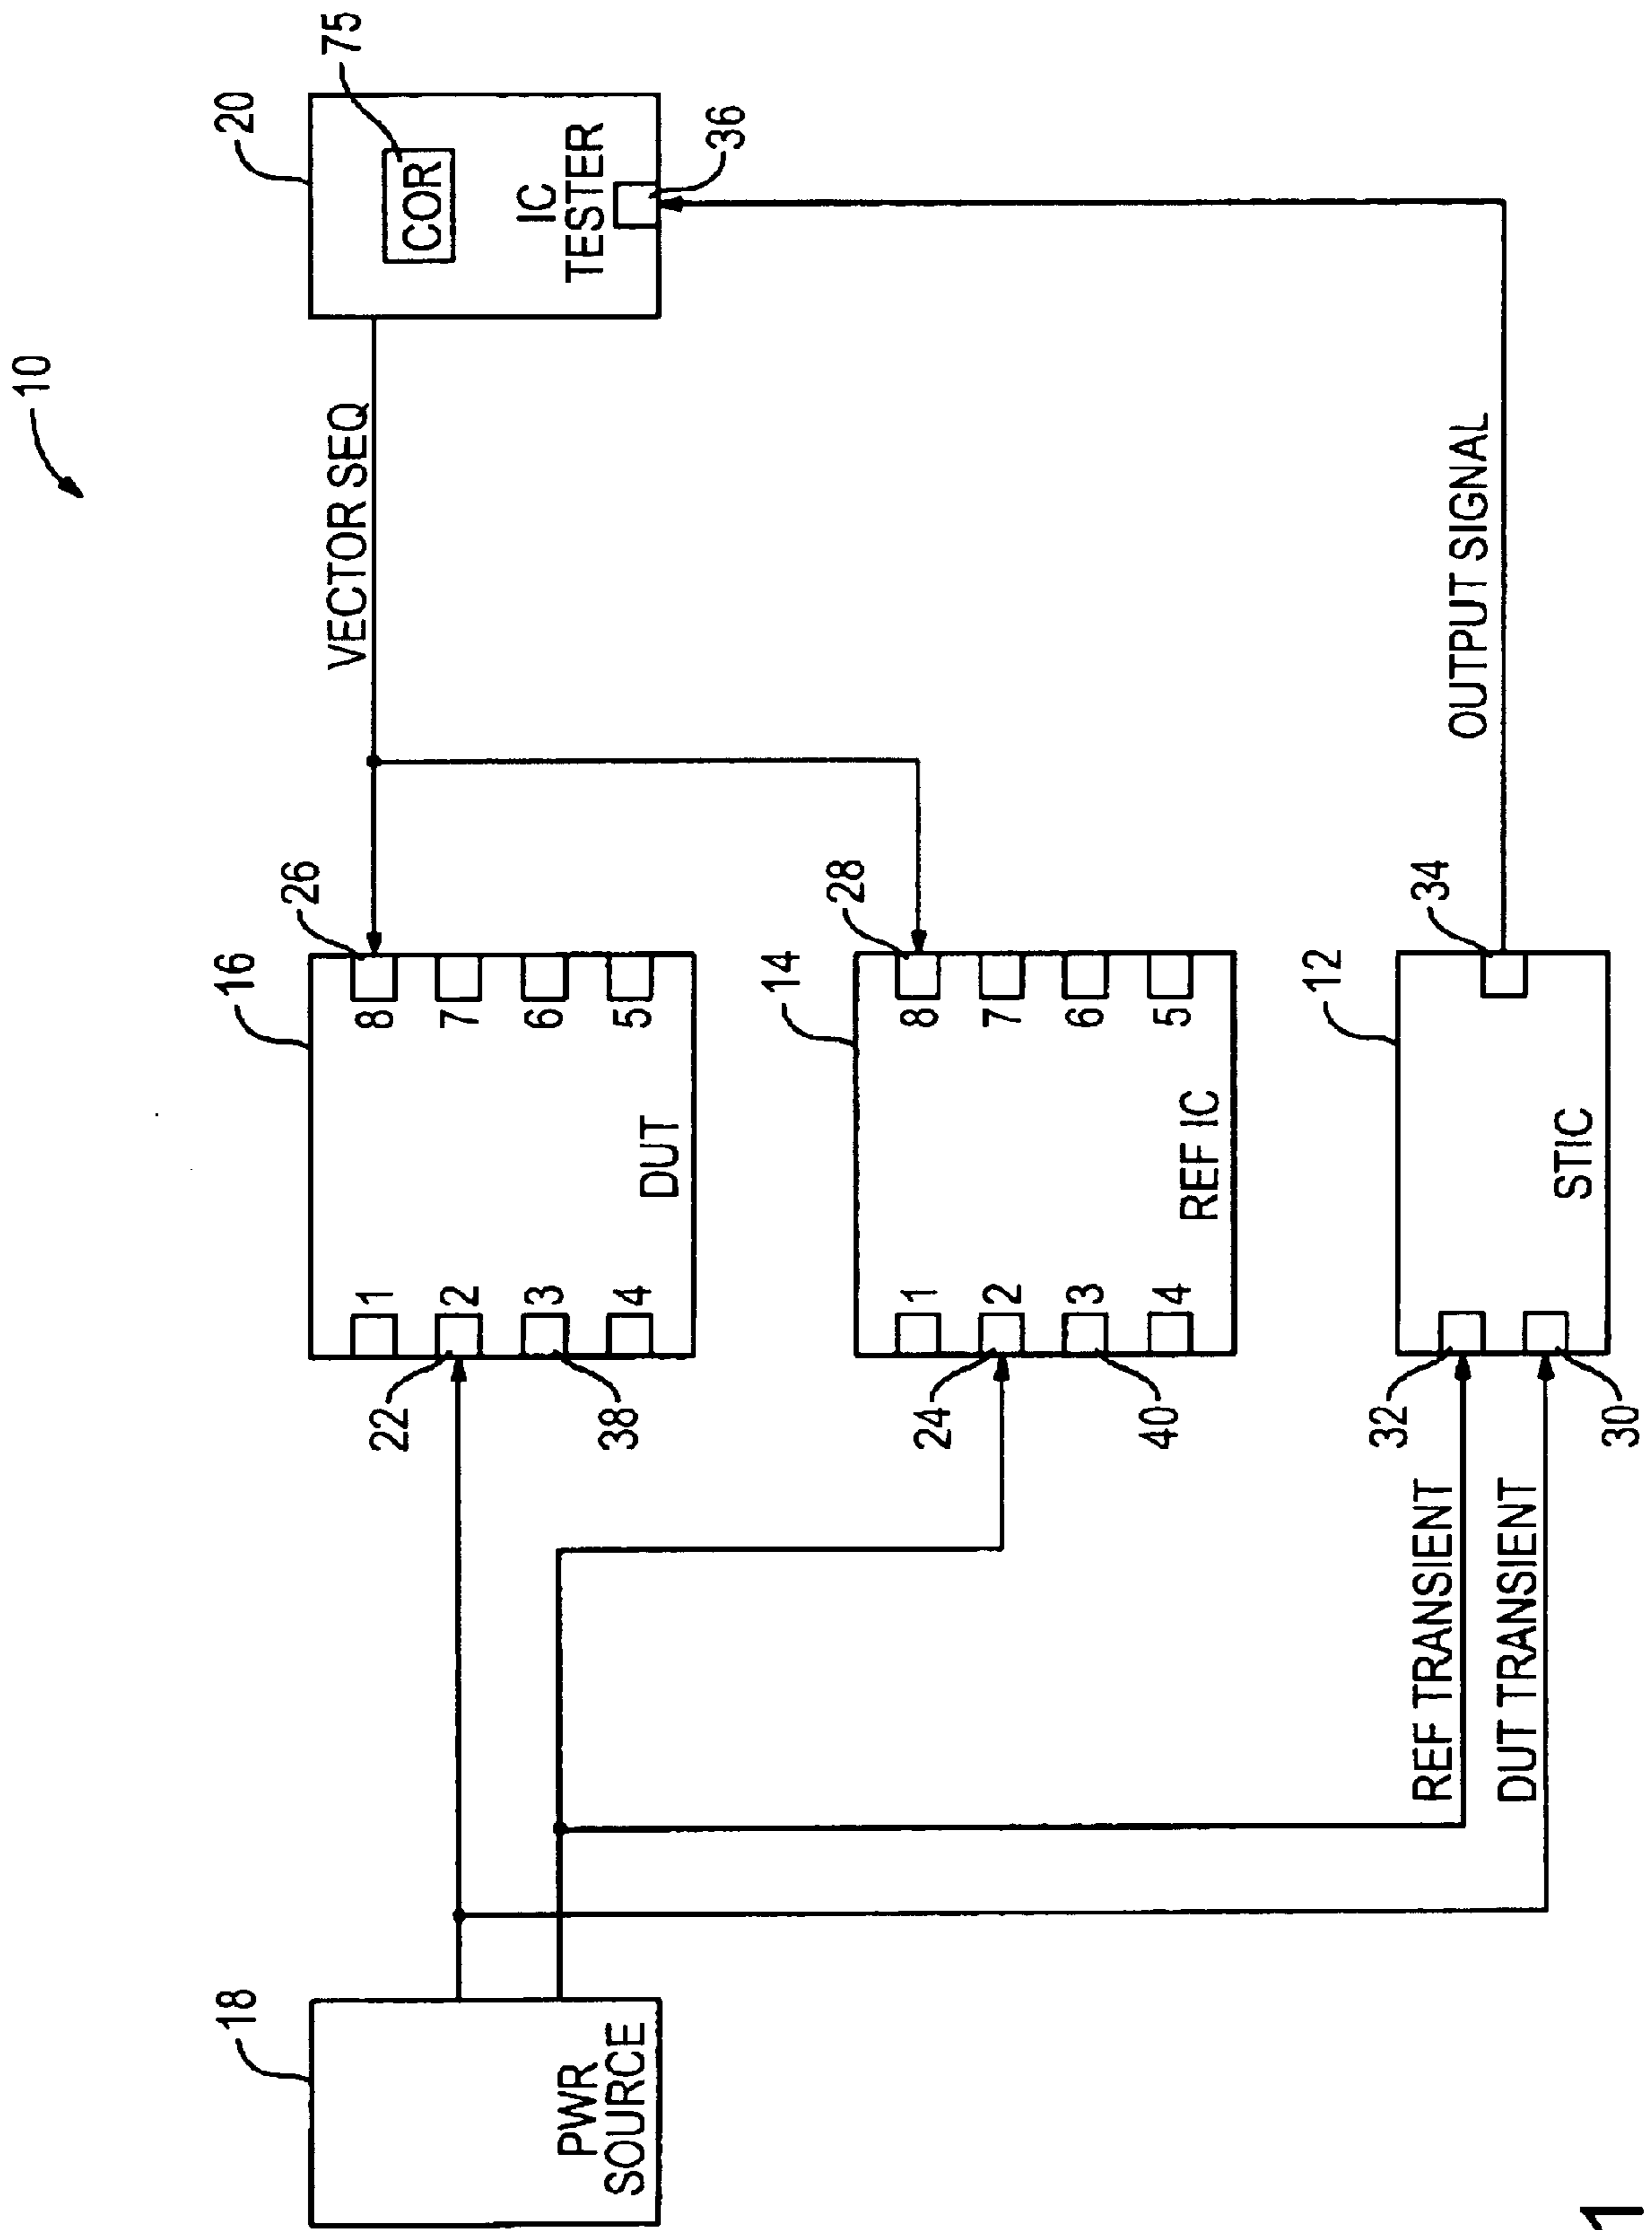 10
18
PWR
SOURCE
22
38
16
1
2
3
4
8
7
6
5
DUT
26
VECTOR SEQ
20
COR
75
IC
TESTER
36
24
40
14
1
2
3
4
8
7
6
5
REF IC
28
REF TRANSIENT
DUT TRANSIENT
32
30
12
STIC
34
OUTPUT SIGNAL
1